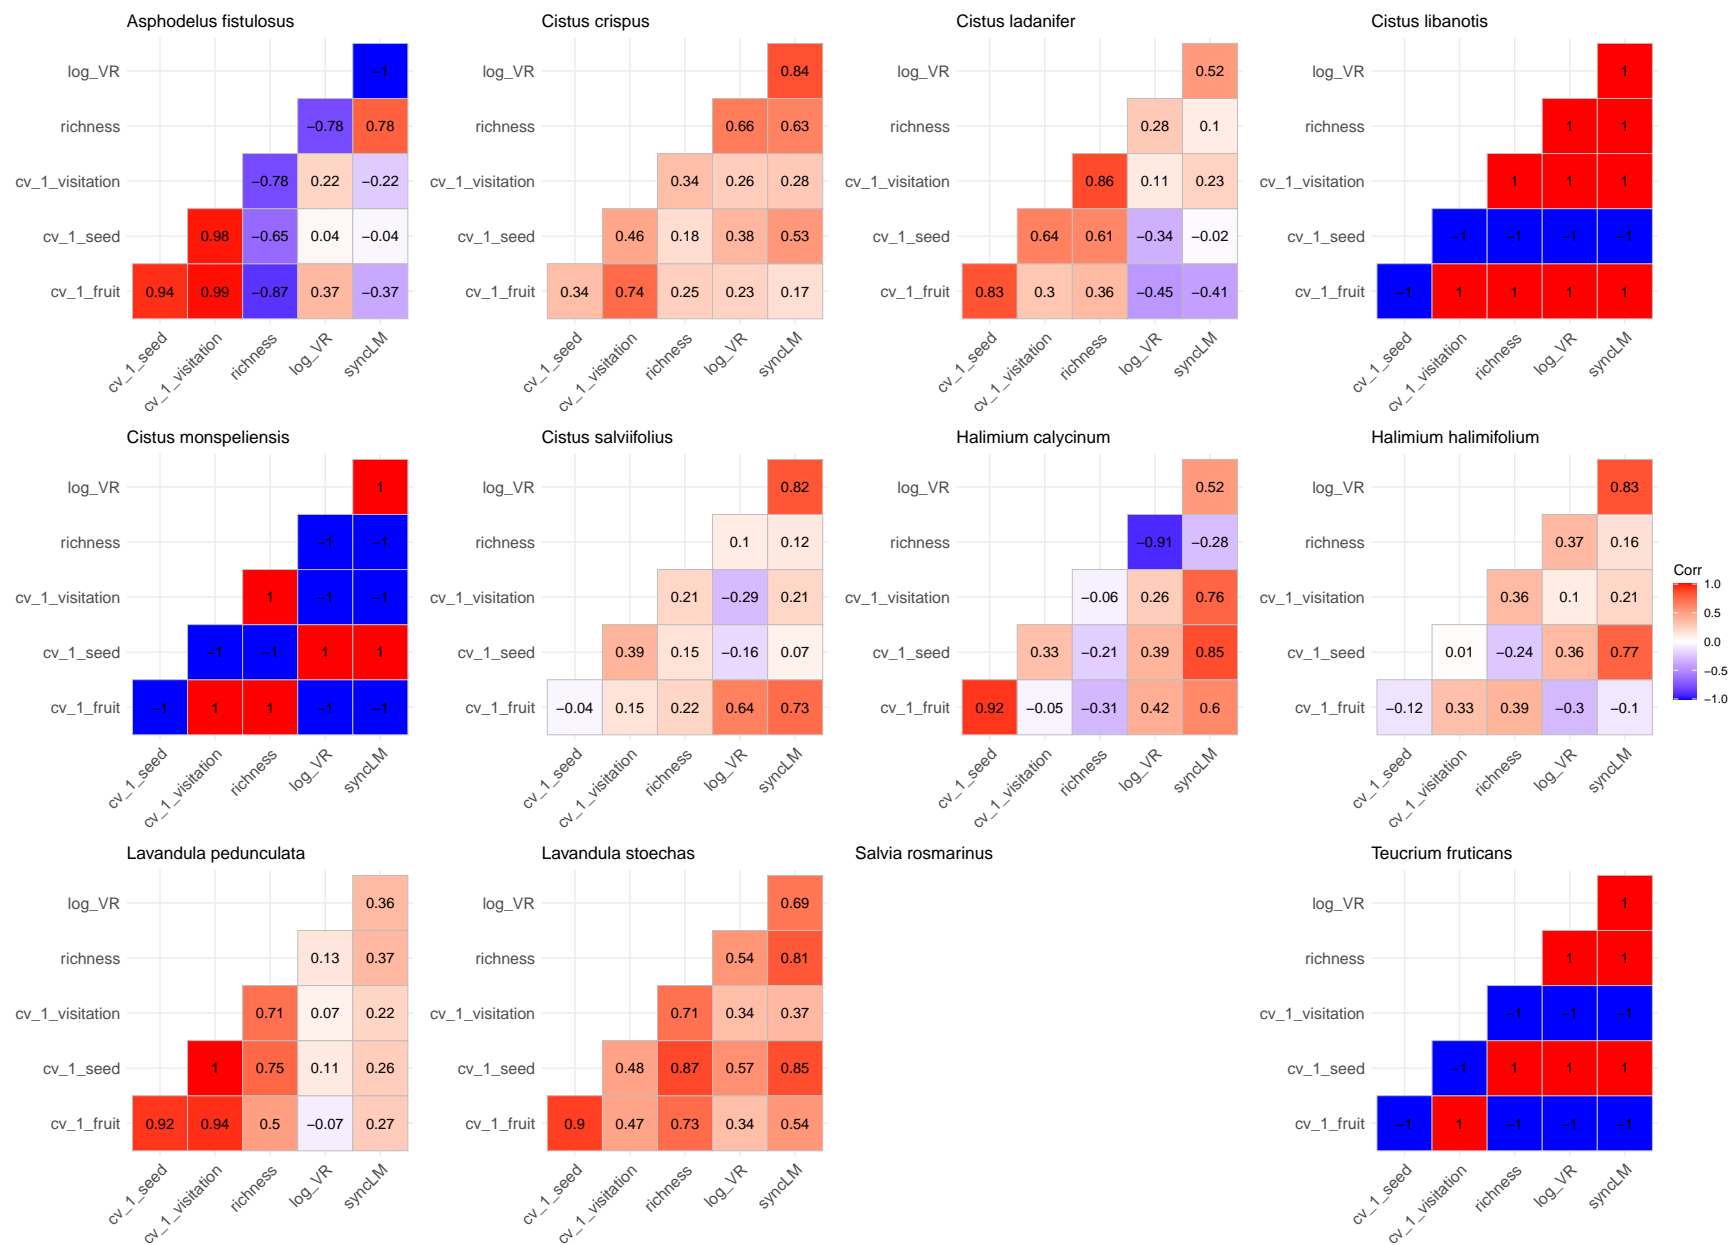 Asphodelus fistulosus
log_VR −1
richness −0.78 0.78
cv_1_visitation −0.78 0.22 −0.22
cv_1_seed 0.98 −0.65 0.04 −0.04
cv_1_fruit 0.94 0.99 −0.87 0.37 −0.37
cv_1_seed cv_1_visitation richness log_VR syncLM
Cistus crispus
log_VR 0.84
richness 0.66 0.63
cv_1_visitation 0.34 0.26 0.28
cv_1_seed 0.46 0.18 0.38 0.53
cv_1_fruit 0.34 0.74 0.25 0.23 0.17
cv_1_seed cv_1_visitation richness log_VR syncLM
Cistus ladanifer
log_VR 0.52
richness 0.28 0.1
cv_1_visitation 0.86 0.11 0.23
cv_1_seed 0.64 0.61 −0.34 −0.02
cv_1_fruit 0.83 0.3 0.36 −0.45 −0.41
cv_1_seed cv_1_visitation richness log_VR syncLM
Cistus libanotis
log_VR 1
richness 1 1
cv_1_visitation 1 1 1
cv_1_seed −1 −1 −1 −1
cv_1_fruit −1 1 1 1 1
cv_1_seed cv_1_visitation richness log_VR syncLM
Cistus monspeliensis
log_VR 1
richness −1 −1
cv_1_visitation 1 −1 −1
cv_1_seed −1 −1 1 1
cv_1_fruit −1 1 1 −1 −1
cv_1_seed cv_1_visitation richness log_VR syncLM
Cistus salviifolius
log_VR 0.82
richness 0.1 0.12
cv_1_visitation 0.21 −0.29 0.21
cv_1_seed 0.39 0.15 −0.16 0.07
cv_1_fruit −0.04 0.15 0.22 0.64 0.73
cv_1_seed cv_1_visitation richness log_VR syncLM
Halimium calycinum
log_VR 0.52
richness −0.91 −0.28
cv_1_visitation −0.06 0.26 0.76
cv_1_seed 0.33 −0.21 0.39 0.85
cv_1_fruit 0.92 −0.05 −0.31 0.42 0.6
cv_1_seed cv_1_visitation richness log_VR syncLM
Halimium halimifolium
log_VR 0.83
richness 0.37 0.16
cv_1_visitation 0.36 0.1 0.21
cv_1_seed 0.01 −0.24 0.36 0.77
cv_1_fruit −0.12 0.33 0.39 −0.3 −0.1
cv_1_seed cv_1_visitation richness log_VR syncLM
Corr
1.0
0.5
0.0
−0.5
−1.0
Lavandula pedunculata
log_VR 0.36
richness 0.13 0.37
cv_1_visitation 0.71 0.07 0.22
cv_1_seed 1 0.75 0.11 0.26
cv_1_fruit 0.92 0.94 0.5 −0.07 0.27
cv_1_seed cv_1_visitation richness log_VR syncLM
Lavandula stoechas
log_VR 0.69
richness 0.54 0.81
cv_1_visitation 0.71 0.34 0.37
cv_1_seed 0.48 0.87 0.57 0.85
cv_1_fruit 0.9 0.47 0.73 0.34 0.54
cv_1_seed cv_1_visitation richness log_VR syncLM
Salvia rosmarinus
Teucrium fruticans
log_VR 1
richness 1 1
cv_1_visitation −1 −1 −1
cv_1_seed −1 1 1 1
cv_1_fruit −1 1 −1 −1 −1
cv_1_seed cv_1_visitation richness log_VR syncLM